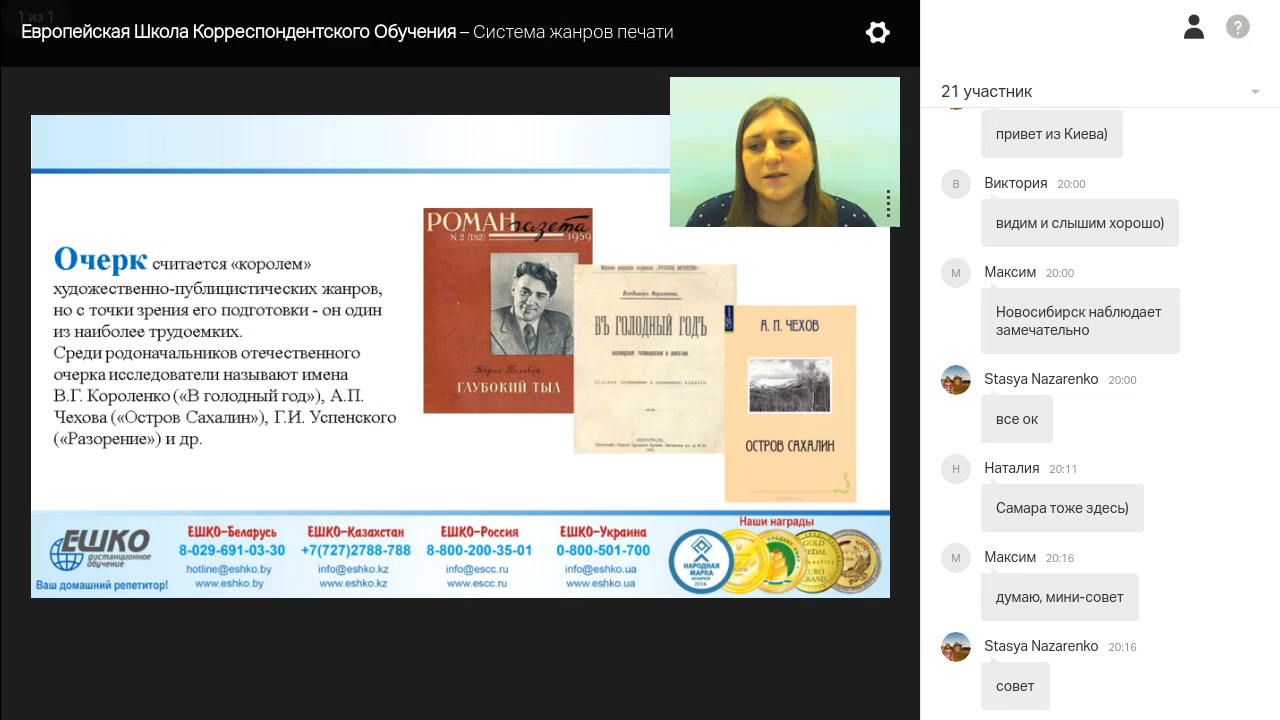 1 из 1
Европейская Школа Корреспондентского Обучения – Система жанров печати
Очерк считается «королем»
художественно-публицистических жанров,
но с точки зрения его подготовки - он один
из наиболее трудоемких.
Среди родоначальников отечественного
очерка исследователи называют имена
В.Г. Короленко («В голодный год»), А.П.
Чехова («Остров Сахалин»), Г.И. Успенского
(«Разорение») и др.
РОМАН
газета
N 2 (182) 1959
Борис Полевой
ГЛУБОКИЙ ТЫЛ
ВЪ ГОЛОДНЫЙ ГОДЪ
А. П. ЧЕХОВ
ОСТРОВ САХАЛИН
ЕШКО
дистанционное
обучение
Ваш домашний репетитор!
ЕШКО–Беларусь
8-029-691-03-30
hotline@eshko.by
www.eshko.by
ЕШКО–Казахстан
+7(727)2788-788
info@eshko.kz
www.eshko.kz
ЕШКО–Россия
8-800-200-35-01
info@escc.ru
www.escc.ru
ЕШКО–Украина
0-800-501-700
info@eshko.ua
www.eshko.ua
Наши награды
НАРОДНАЯ
МАРКА
2016
GOLD
MEDAL
EURO
GRAND
?
21 участник
привет из Киева)
В
Виктория 20:00
видим и слышим хорошо)
М
Максим 20:00
Новосибирск наблюдает
замечательно
Stasya Nazarenko 20:00
все ок
Н
Наталия 20:11
Самара тоже здесь)
М
Максим 20:16
думаю, мини-совет
Stasya Nazarenko 20:16
совет